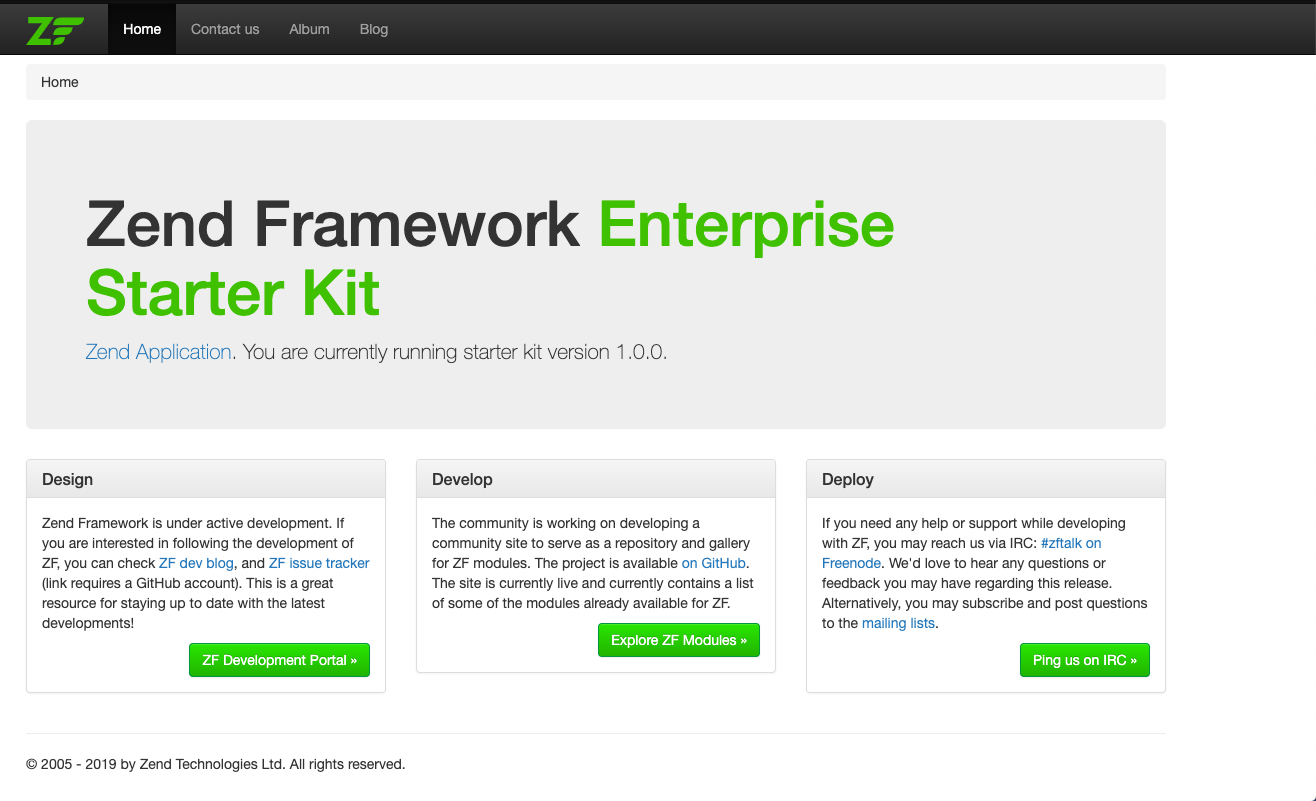 ZF
Home
Contact us
Album
Blog
Home
Zend Framework Enterprise
Starter Kit
Zend Application. You are currently running starter kit version 1.0.0.
Design
Zend Framework is under active development. If
you are interested in following the development of
ZF, you can check ZF dev blog, and ZF issue tracker
(link requires a GitHub account). This is a great
resource for staying up to date with the latest
developments!
ZF Development Portal »
Develop
The community is working on developing a
community site to serve as a repository and gallery
for ZF modules. The project is available on GitHub.
The site is currently live and currently contains a list
of some of the modules already available for ZF.
Explore ZF Modules »
Deploy
If you need any help or support while developing
with ZF, you may reach us via IRC: #zftalk on
Freenode. We'd love to hear any questions or
feedback you may have regarding this release.
Alternatively, you may subscribe and post questions
to the mailing lists.
Ping us on IRC »
© 2005 - 2019 by Zend Technologies Ltd. All rights reserved.